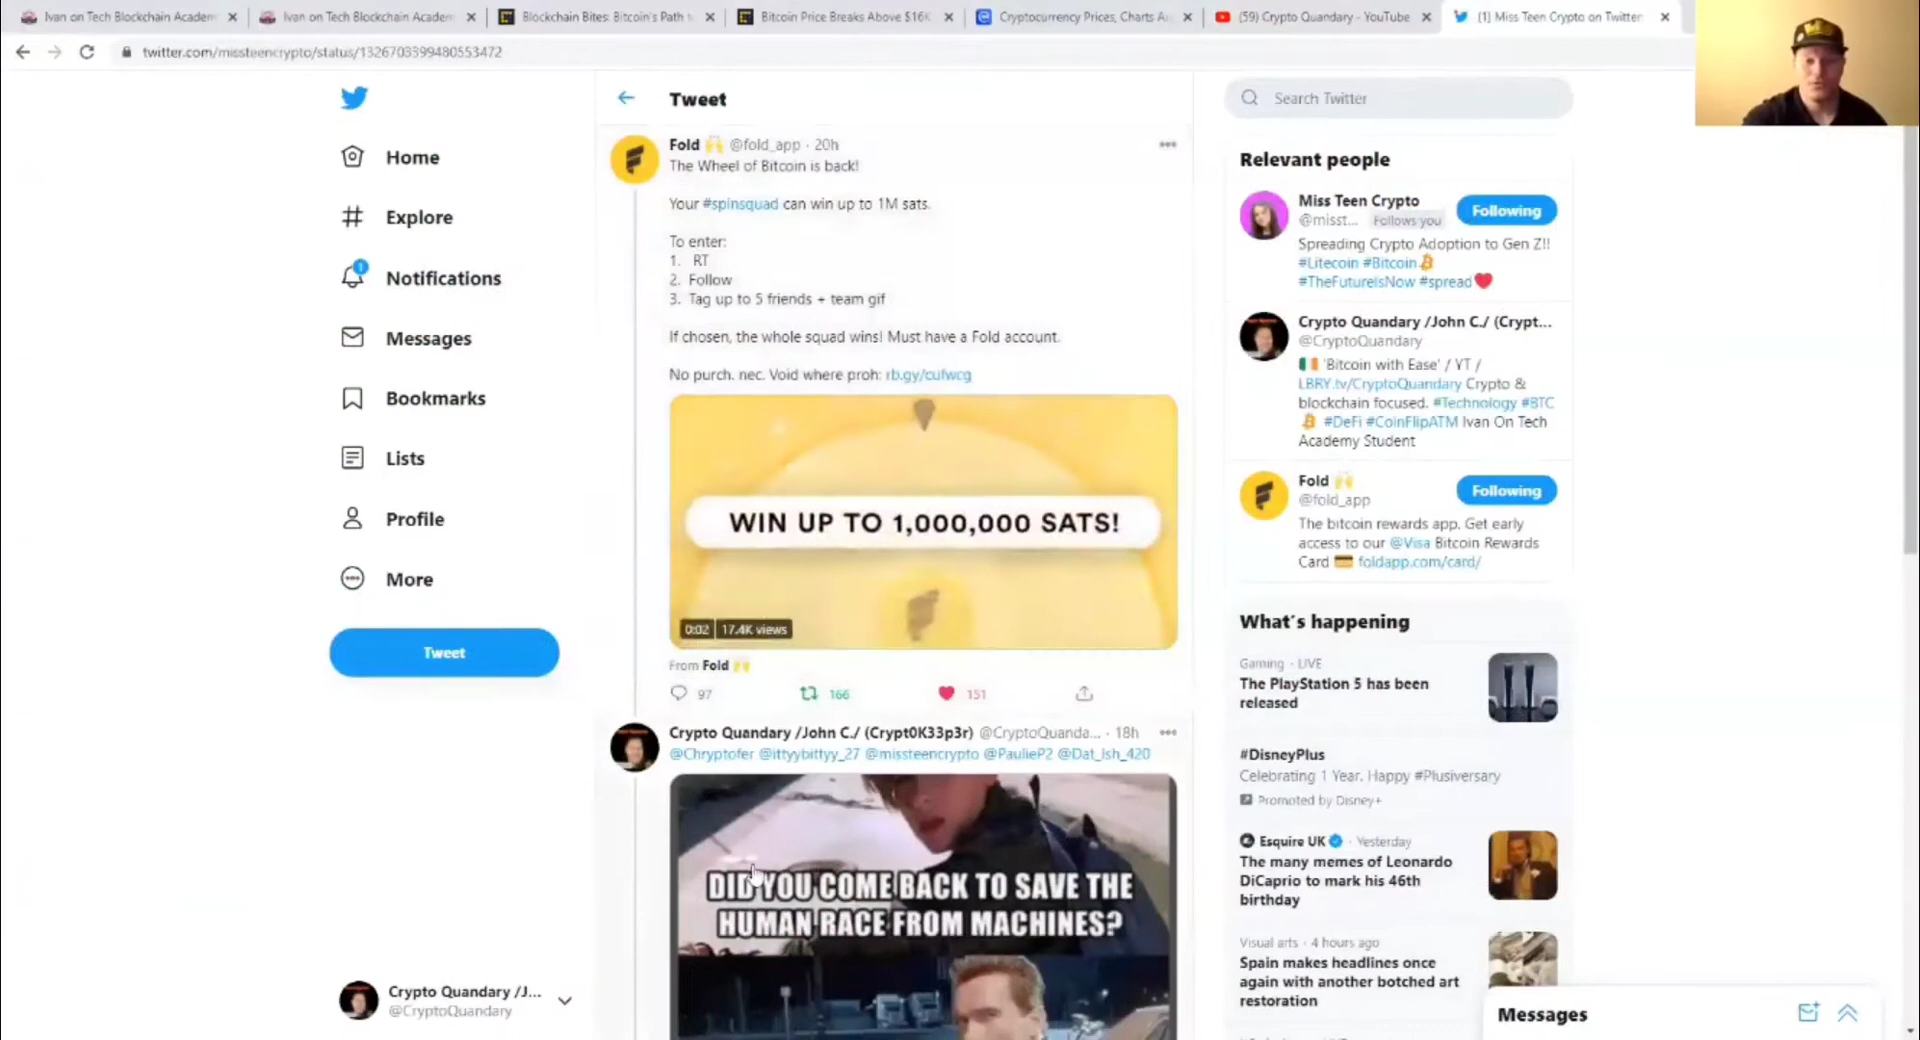 Ivan on Tech Blockchain Academ
Ivan on Tech Blockchain Academ
Blockchain Bites: Bitcoin's Path t
Bitcoin Price Breaks Above $16K
Cryptocurrency Prices, Charts A
(59) Crypto Quandary - YouTube
(1) Miss Teen Crypto on Twitter
twitter.com/missteencrypto/status/1326703399480553472
Home
Explore
1
Notifications
Messages
Bookmarks
Lists
Profile
More
Tweet
Crypto Quandary /J...
@CryptoQuandary
Tweet
Fold 🙌 @fold_app · 20h
The Wheel of Bitcoin is back!
Your #spinsquad can win up to 1M sats.
To enter:
1. RT
2. Follow
3. Tag up to 5 friends + team gif
If chosen, the whole squad wins! Must have a Fold account.
No purch. nec. Void where proh: rb.gy/cufwcg
WIN UP TO 1,000,000 SATS!
0:02 17.4K views
From Fold 🙌
97 166 151
Crypto Quandary /John C./ (Crypt0K33p3r) @CryptoQuanda... · 18h
@Chryptofer @ittyybittyy_27 @missteencrypto @PaulieP2 @Dat_Ish_420
DID YOU COME BACK TO SAVE THE
HUMAN RACE FROM MACHINES?
Search Twitter
Relevant people
Miss Teen Crypto
@misst... Follows you
Following
Spreading Crypto Adoption to Gen Z!!
#Litecoin #Bitcoin
#TheFutureIsNow #spread❤
Crypto Quandary /John C./ (Crypt...
@CryptoQuandary
🇮🇪 'Bitcoin with Ease' / YT /
LBRY.tv/CryptoQuandary Crypto &
blockchain focused. #Technology #BTC
#DeFi #CoinFlipATM Ivan On Tech
Academy Student
Fold 🙌
@fold_app
Following
The bitcoin rewards app. Get early
access to our @Visa Bitcoin Rewards
Card 💳 foldapp.com/card/
What's happening
Gaming · LIVE
The PlayStation 5 has been
released
#DisneyPlus
Celebrating 1 Year. Happy #Plusiversary
Promoted by Disney+
Esquire UK · Yesterday
The many memes of Leonardo
DiCaprio to mark his 46th
birthday
Visual arts · 4 hours ago
Spain makes headlines once
again with another botched art
restoration
Messages